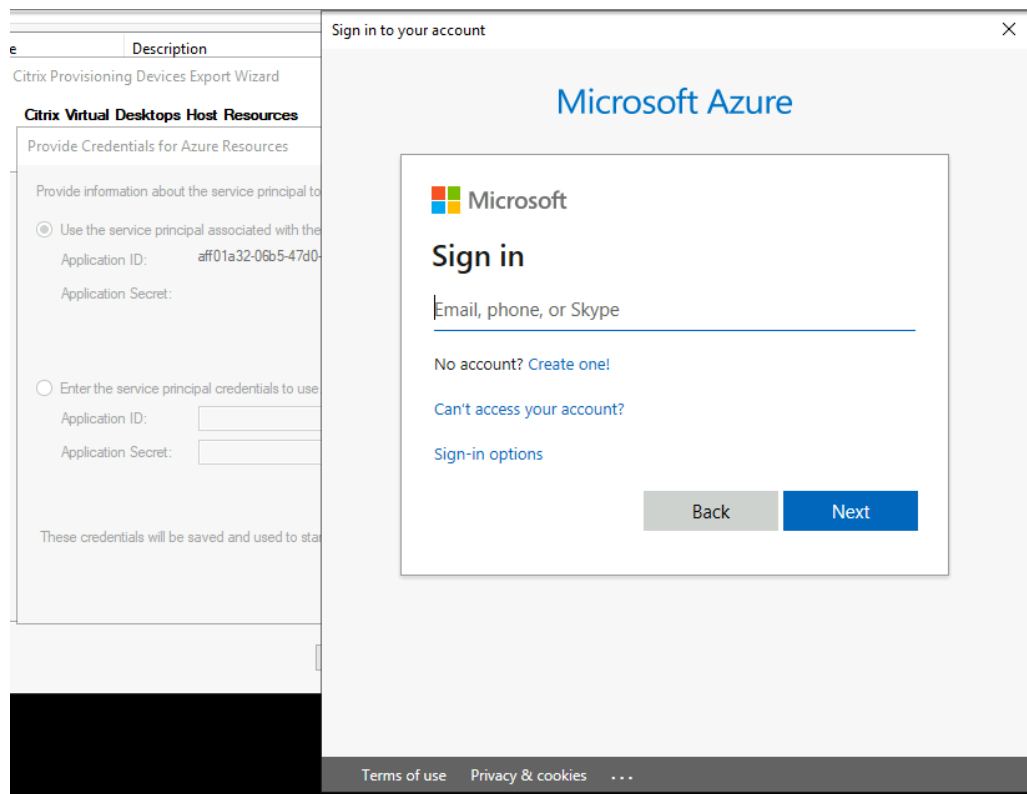 Description
Citrix Provisioning Devices Export Wizard
Citrix Virtual Desktops Host Resources
Provide Credentials for Azure Resources
Provide information about the service principal to
Use the service principal associated with the
Application ID: aff01a32-06b5-47d0-
Application Secret:
Enter the service principal credentials to use
Application ID:
Application Secret:
These credentials will be saved and used to
Sign in to your account
Microsoft Azure
Microsoft
Sign in
Email, phone, or Skype
No account? Create one!
Can't access your account?
Sign-in options
Back Next
Terms of use Privacy & cookies ...